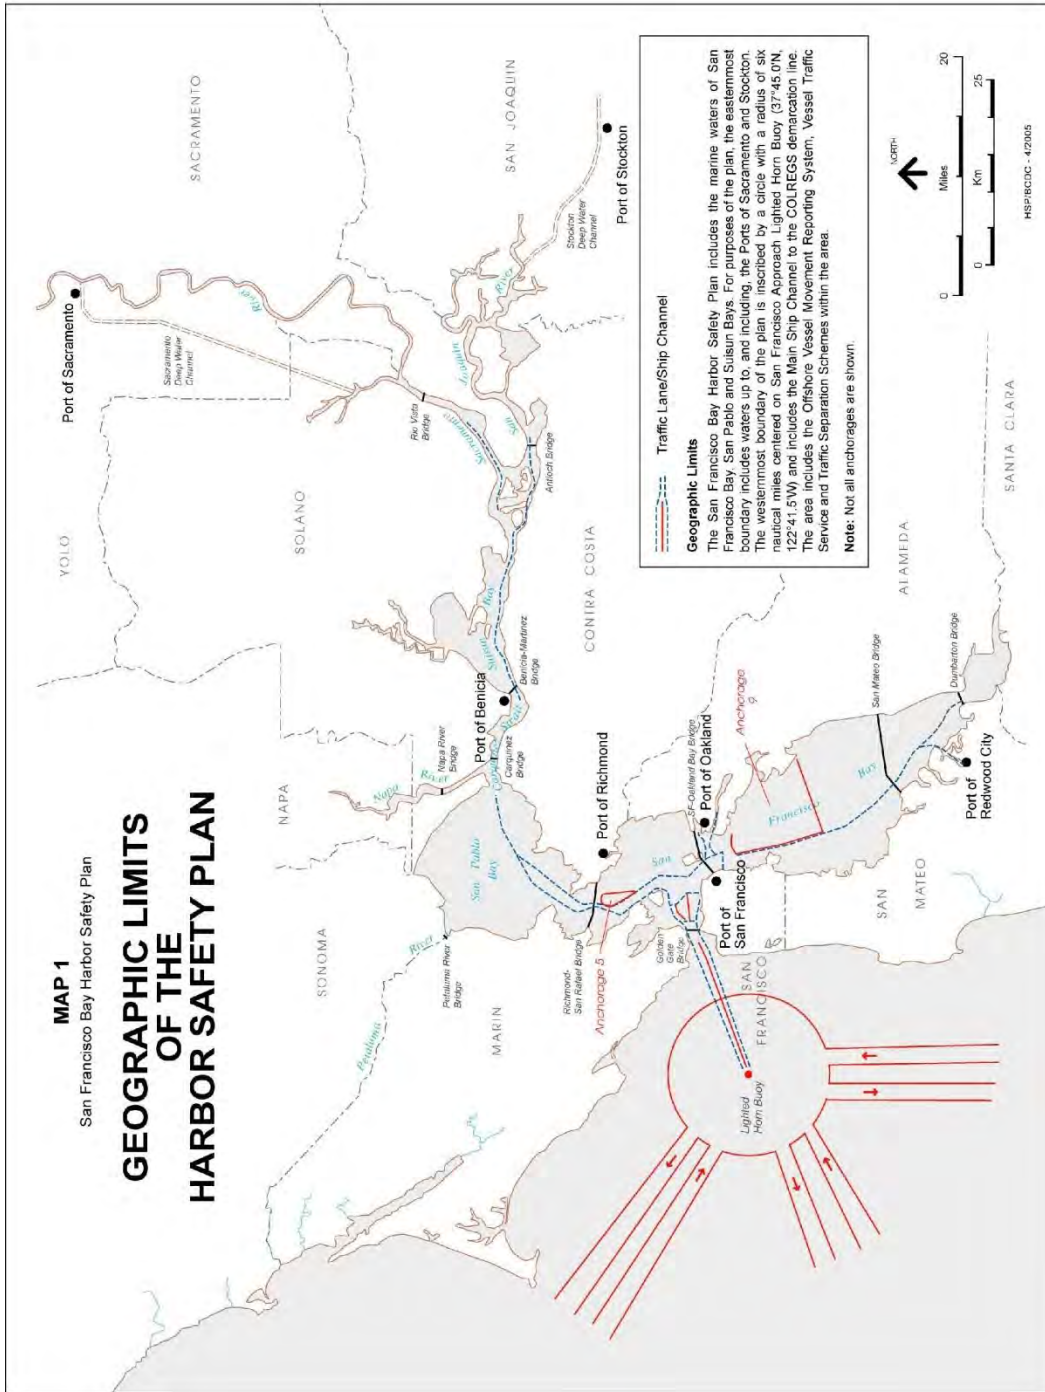 MAP 1
San Francisco Bay Harbor Safety Plan
GEOGRAPHIC LIMITS
OF THE
HARBOR SAFETY PLAN
YOLO
SACRAMENTO
Port of Sacramento
Sacramento
Deep Water
Channel
River
NAPA
SOLANO
SONOMA
Napa
River
Napa River
Bridge
Petaluma
River
Petaluma River
Bridge
Rio Vista
Bridge
Sacramento
SAN JOAQUIN
San
Joaquin
River
Stockton
Deep Water
Channel
Port of Stockton
Antioch Bridge
San Pablo
Bay
Carquinez
Strait
Carquinez
Bridge
Port of Benicia
Benicia-Martinez
Bridge
Suisun
Bay
MARIN
CONTRA COSTA
Richmond-
San Rafael Bridge
Port of Richmond
Anchorage 5
Golden
Gate
Bridge
San
Francisco
Bay
SF-Oakland Bay Bridge
Port of Oakland
Port of
San Francisco
SAN
FRANCISCO
Anchorage
9
ALAMEDA
San Mateo Bridge
Dumbarton Bridge
SAN
MATEO
Port of
Redwood City
SANTA CLARA
Lighted
Horn Buoy
Traffic Lane/Ship Channel
Geographic Limits
The San Francisco Bay Harbor Safety Plan includes the marine waters of San
Francisco Bay, San Pablo and Suisun Bays. For purposes of the plan, the easternmost
boundary includes waters up to, and including, the Ports of Sacramento and Stockton.
The westernmost boundary of the plan is inscribed by a circle with a radius of six
nautical miles centered on San Francisco Approach Lighted Horn Buoy (37°45.0'N,
122°41.5'W) and includes the Main Ship Channel to the COLREGS demarcation line.
The area includes the Offshore Vessel Movement Reporting System, Vessel Traffic
Service and Traffic Separation Schemes within the area.
Note: Not all anchorages are shown.
NORTH
0
Miles
20
0
Km
25
HSP/BCDC - 4/2005